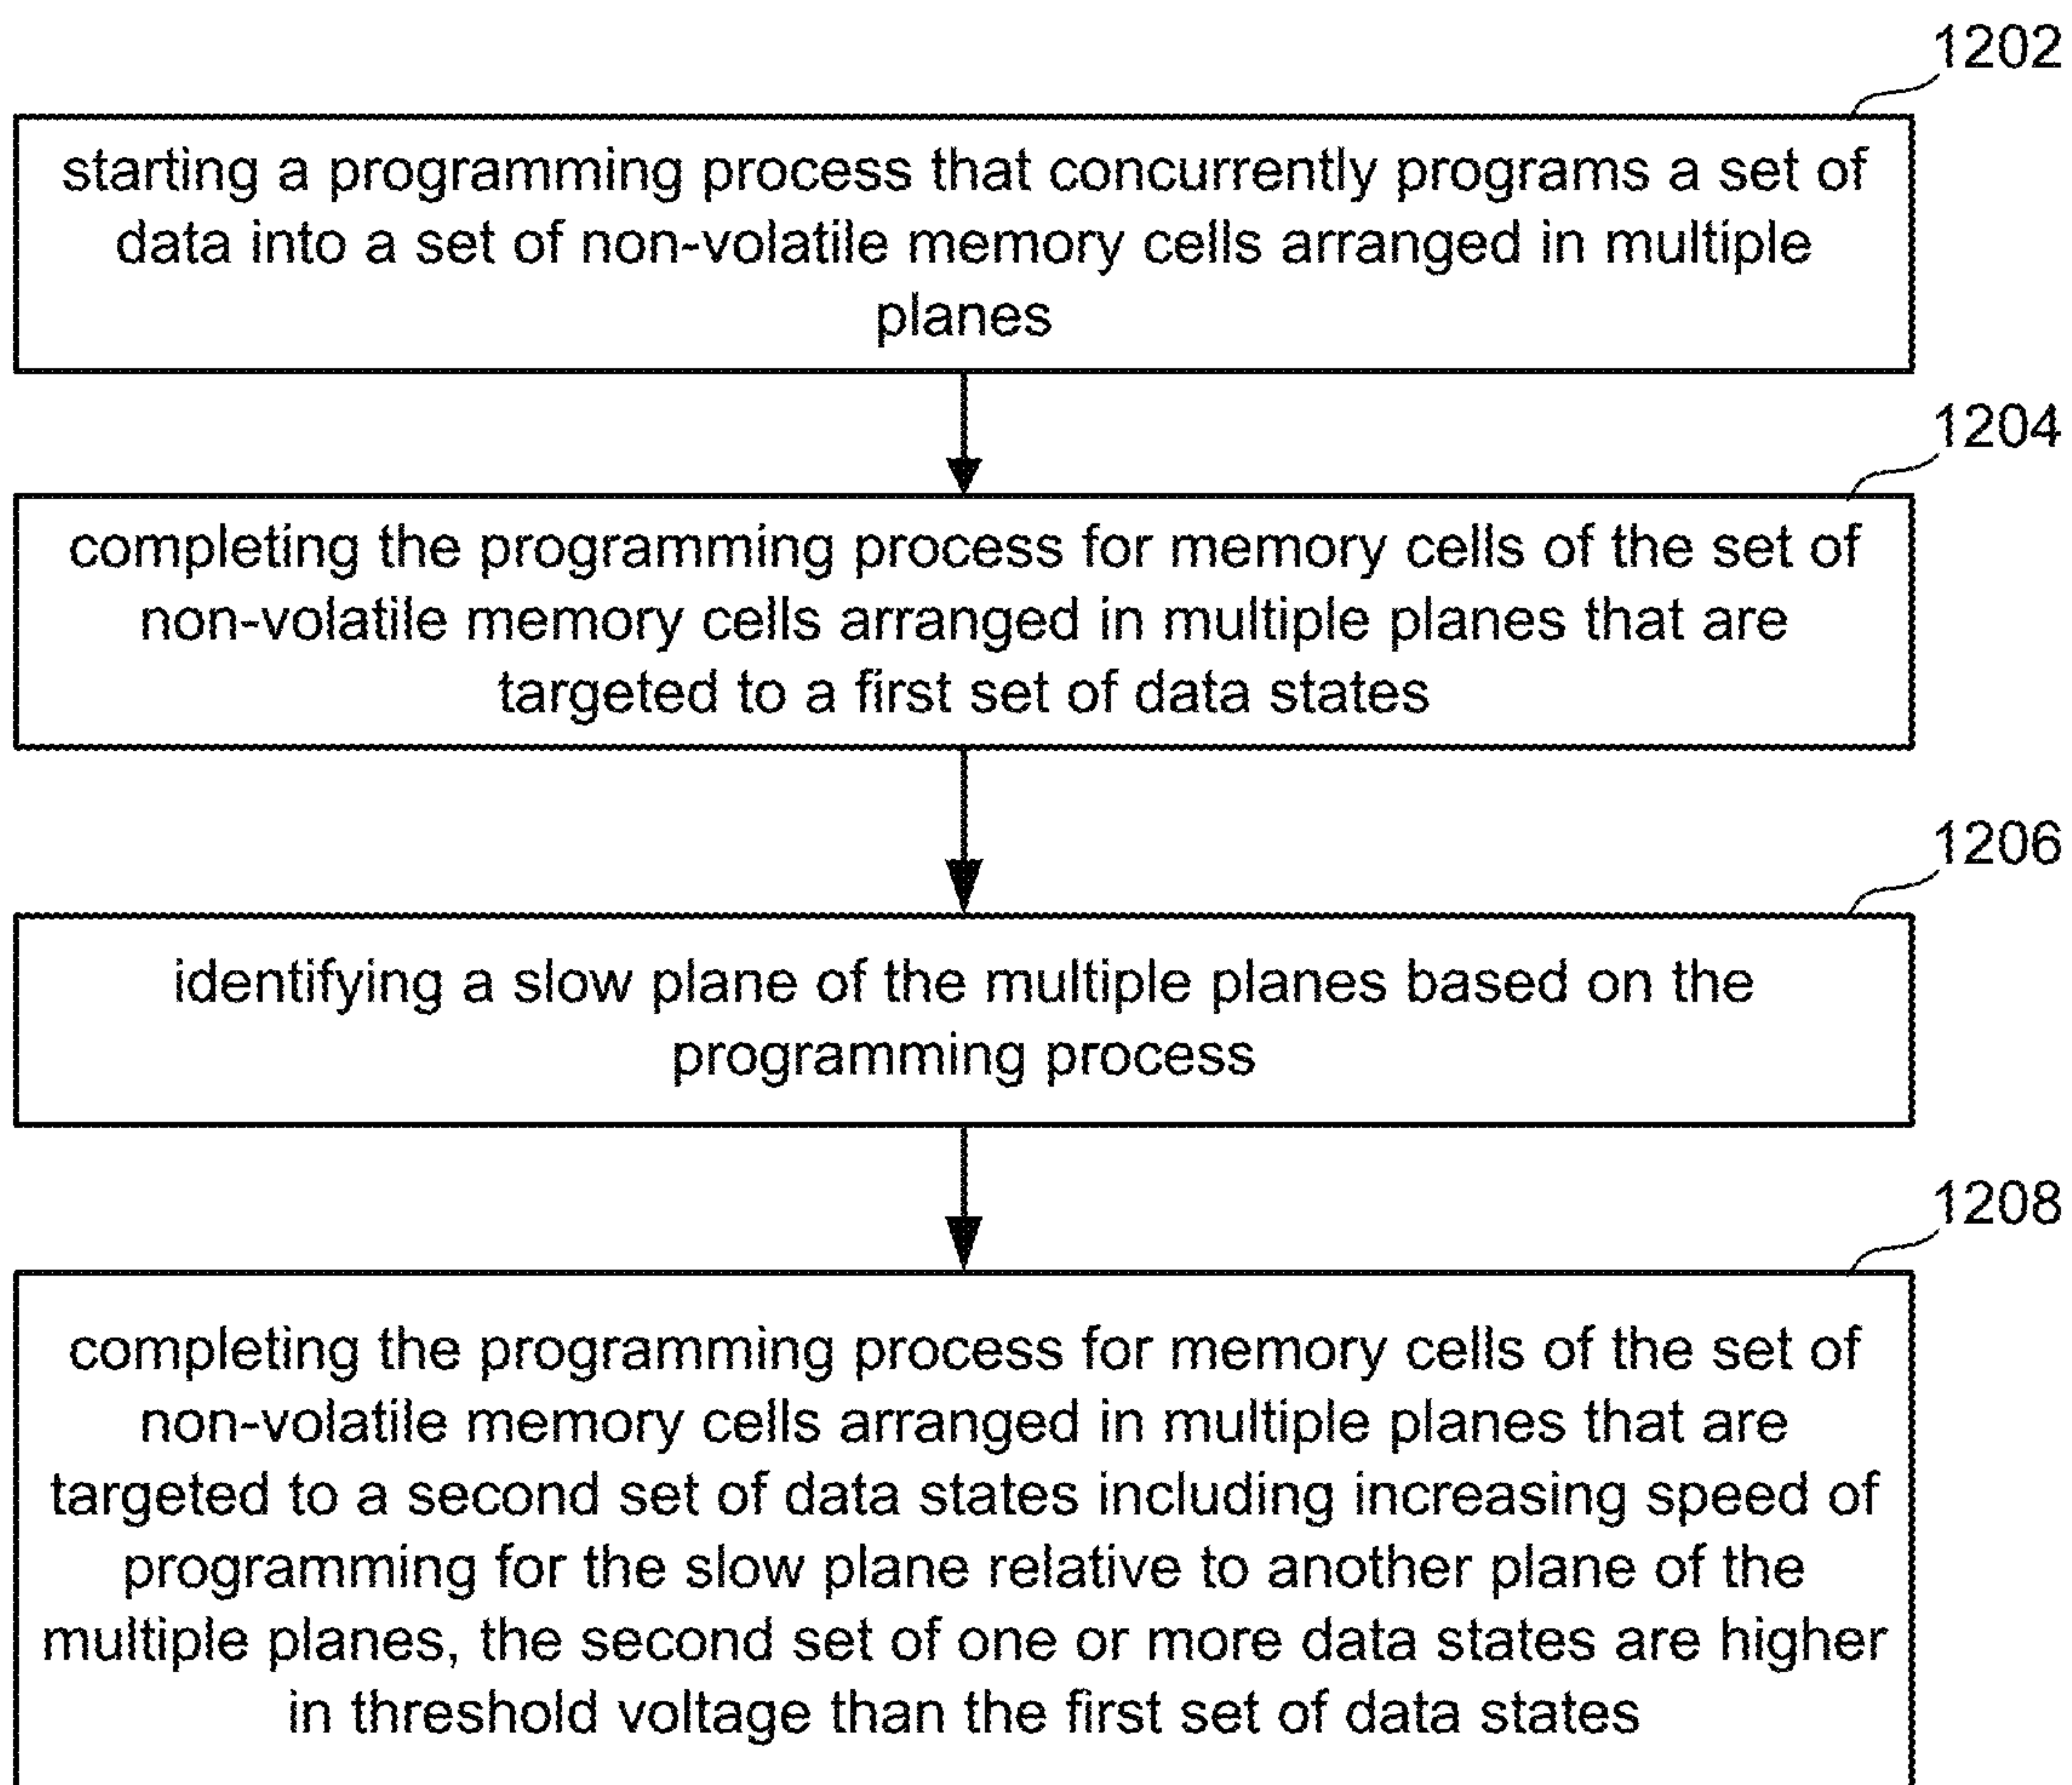 1202
starting a programming process that concurrently programs a set of
data into a set of non-volatile memory cells arranged in multiple
planes
1204
completing the programming process for memory cells of the set of
non-volatile memory cells arranged in multiple planes that are
targeted to a first set of data states
1206
identifying a slow plane of the multiple planes based on the
programming process
1208
completing the programming process for memory cells of the set of
non-volatile memory cells arranged in multiple planes that are
targeted to a second set of data states including increasing speed of
programming for the slow plane relative to another plane of the
multiple planes, the second set of one or more data states are higher
in threshold voltage than the first set of data states